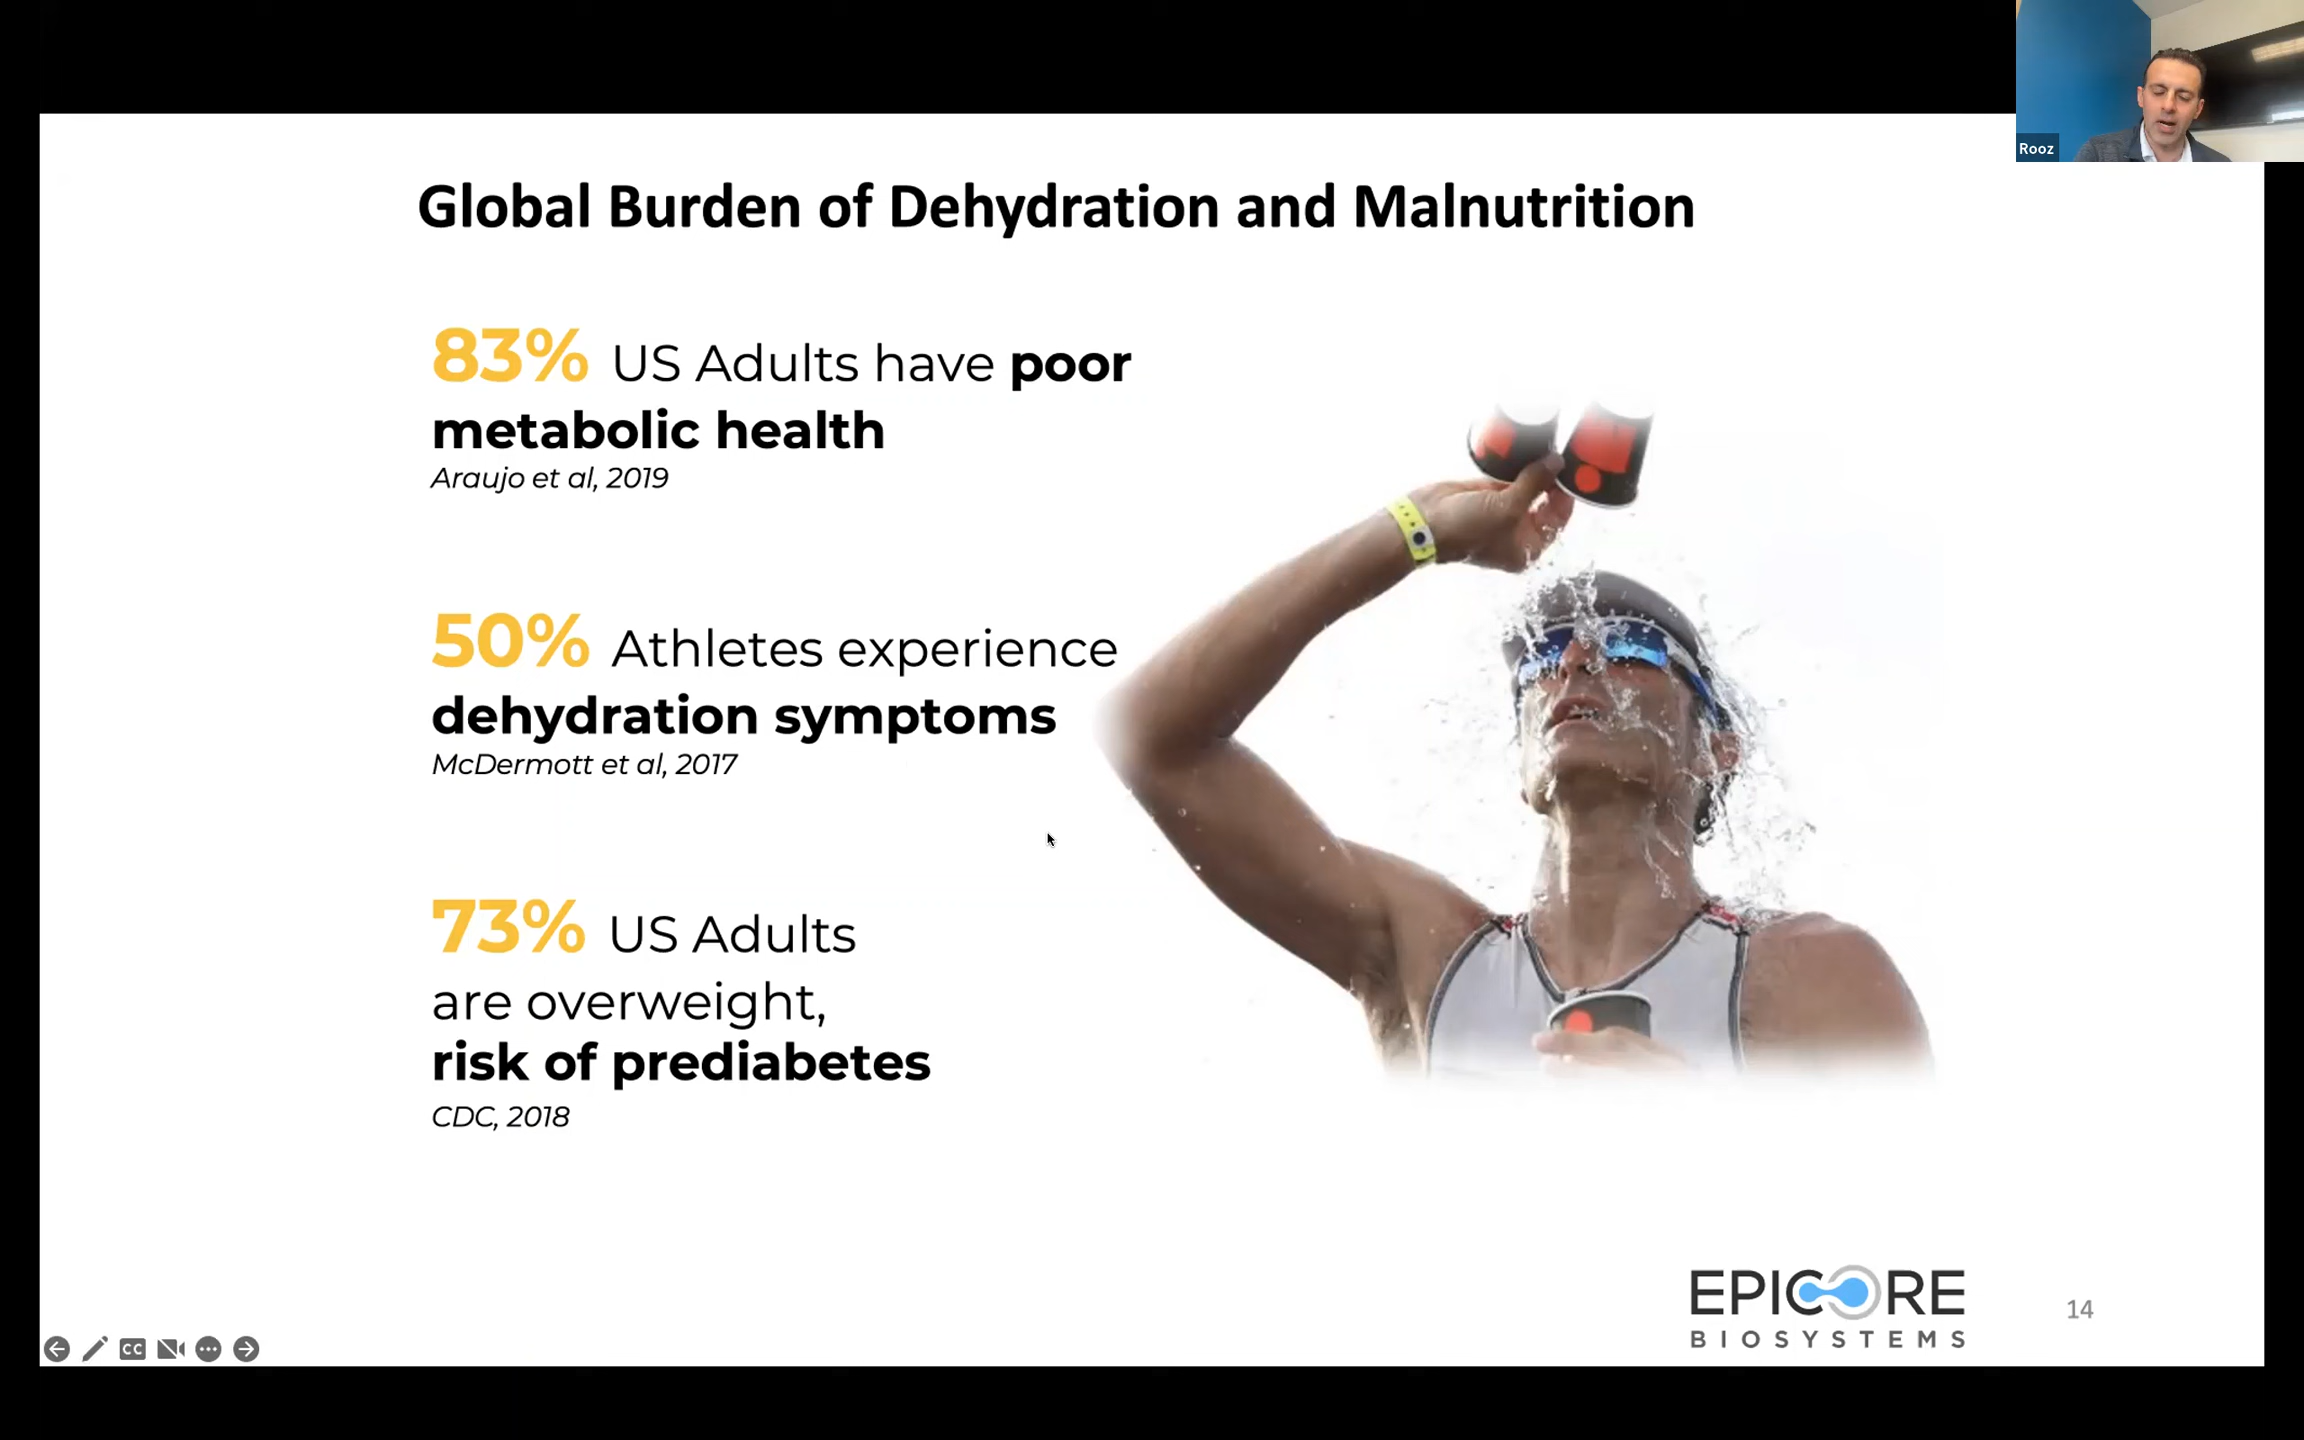 Rooz
Global Burden of Dehydration and Malnutrition
83% US Adults have poor
metabolic health
Araujo et al, 2019
50% Athletes experience
dehydration symptoms
McDermott et al, 2017
73% US Adults
are overweight,
risk of prediabetes
CDC, 2018
EPICORE
BIOSYSTEMS
14
CC